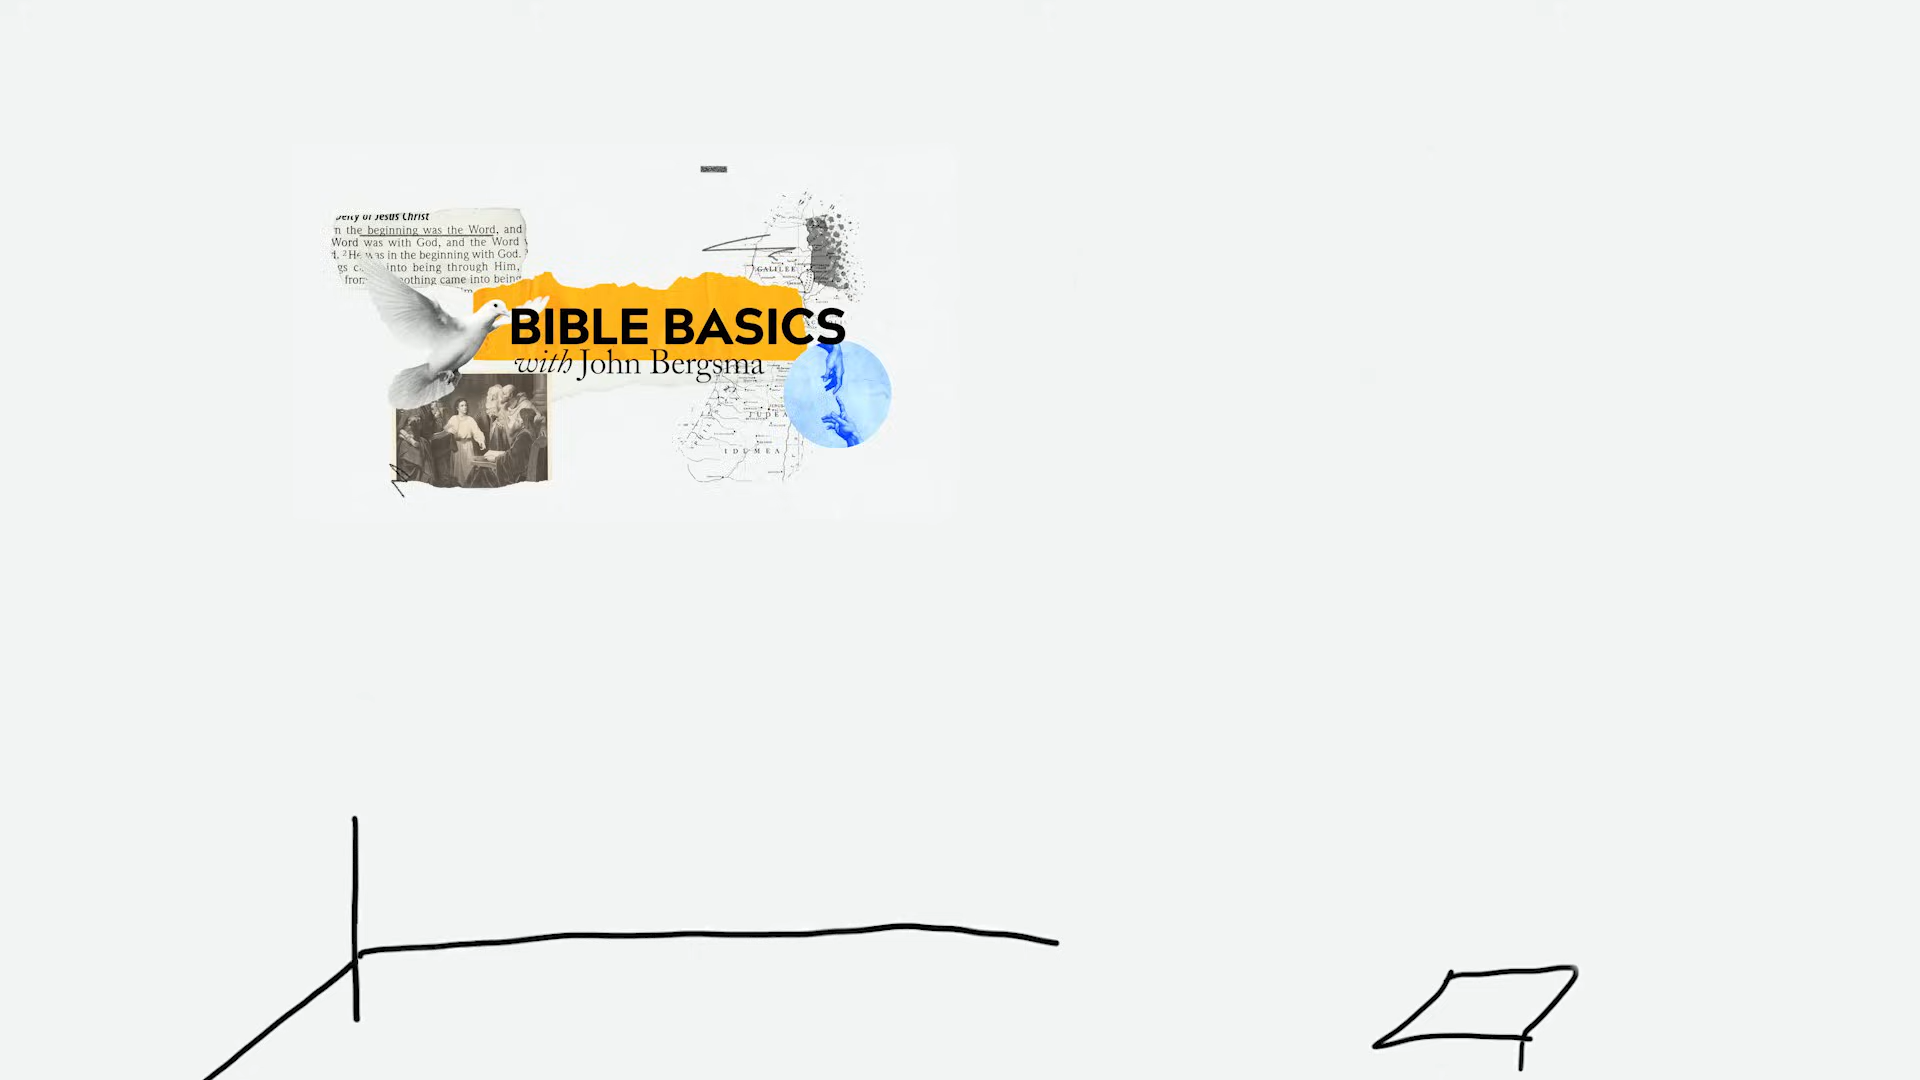 Deity of Jesus Christ
n the beginning was the Word, and
Word was with God, and the Word
2 He was in the beginning with God.
into being through Him,
from nothing came into being
GALILEE
BIBLE BASICS
with John Bergsma
JUDEA
IDUMEA